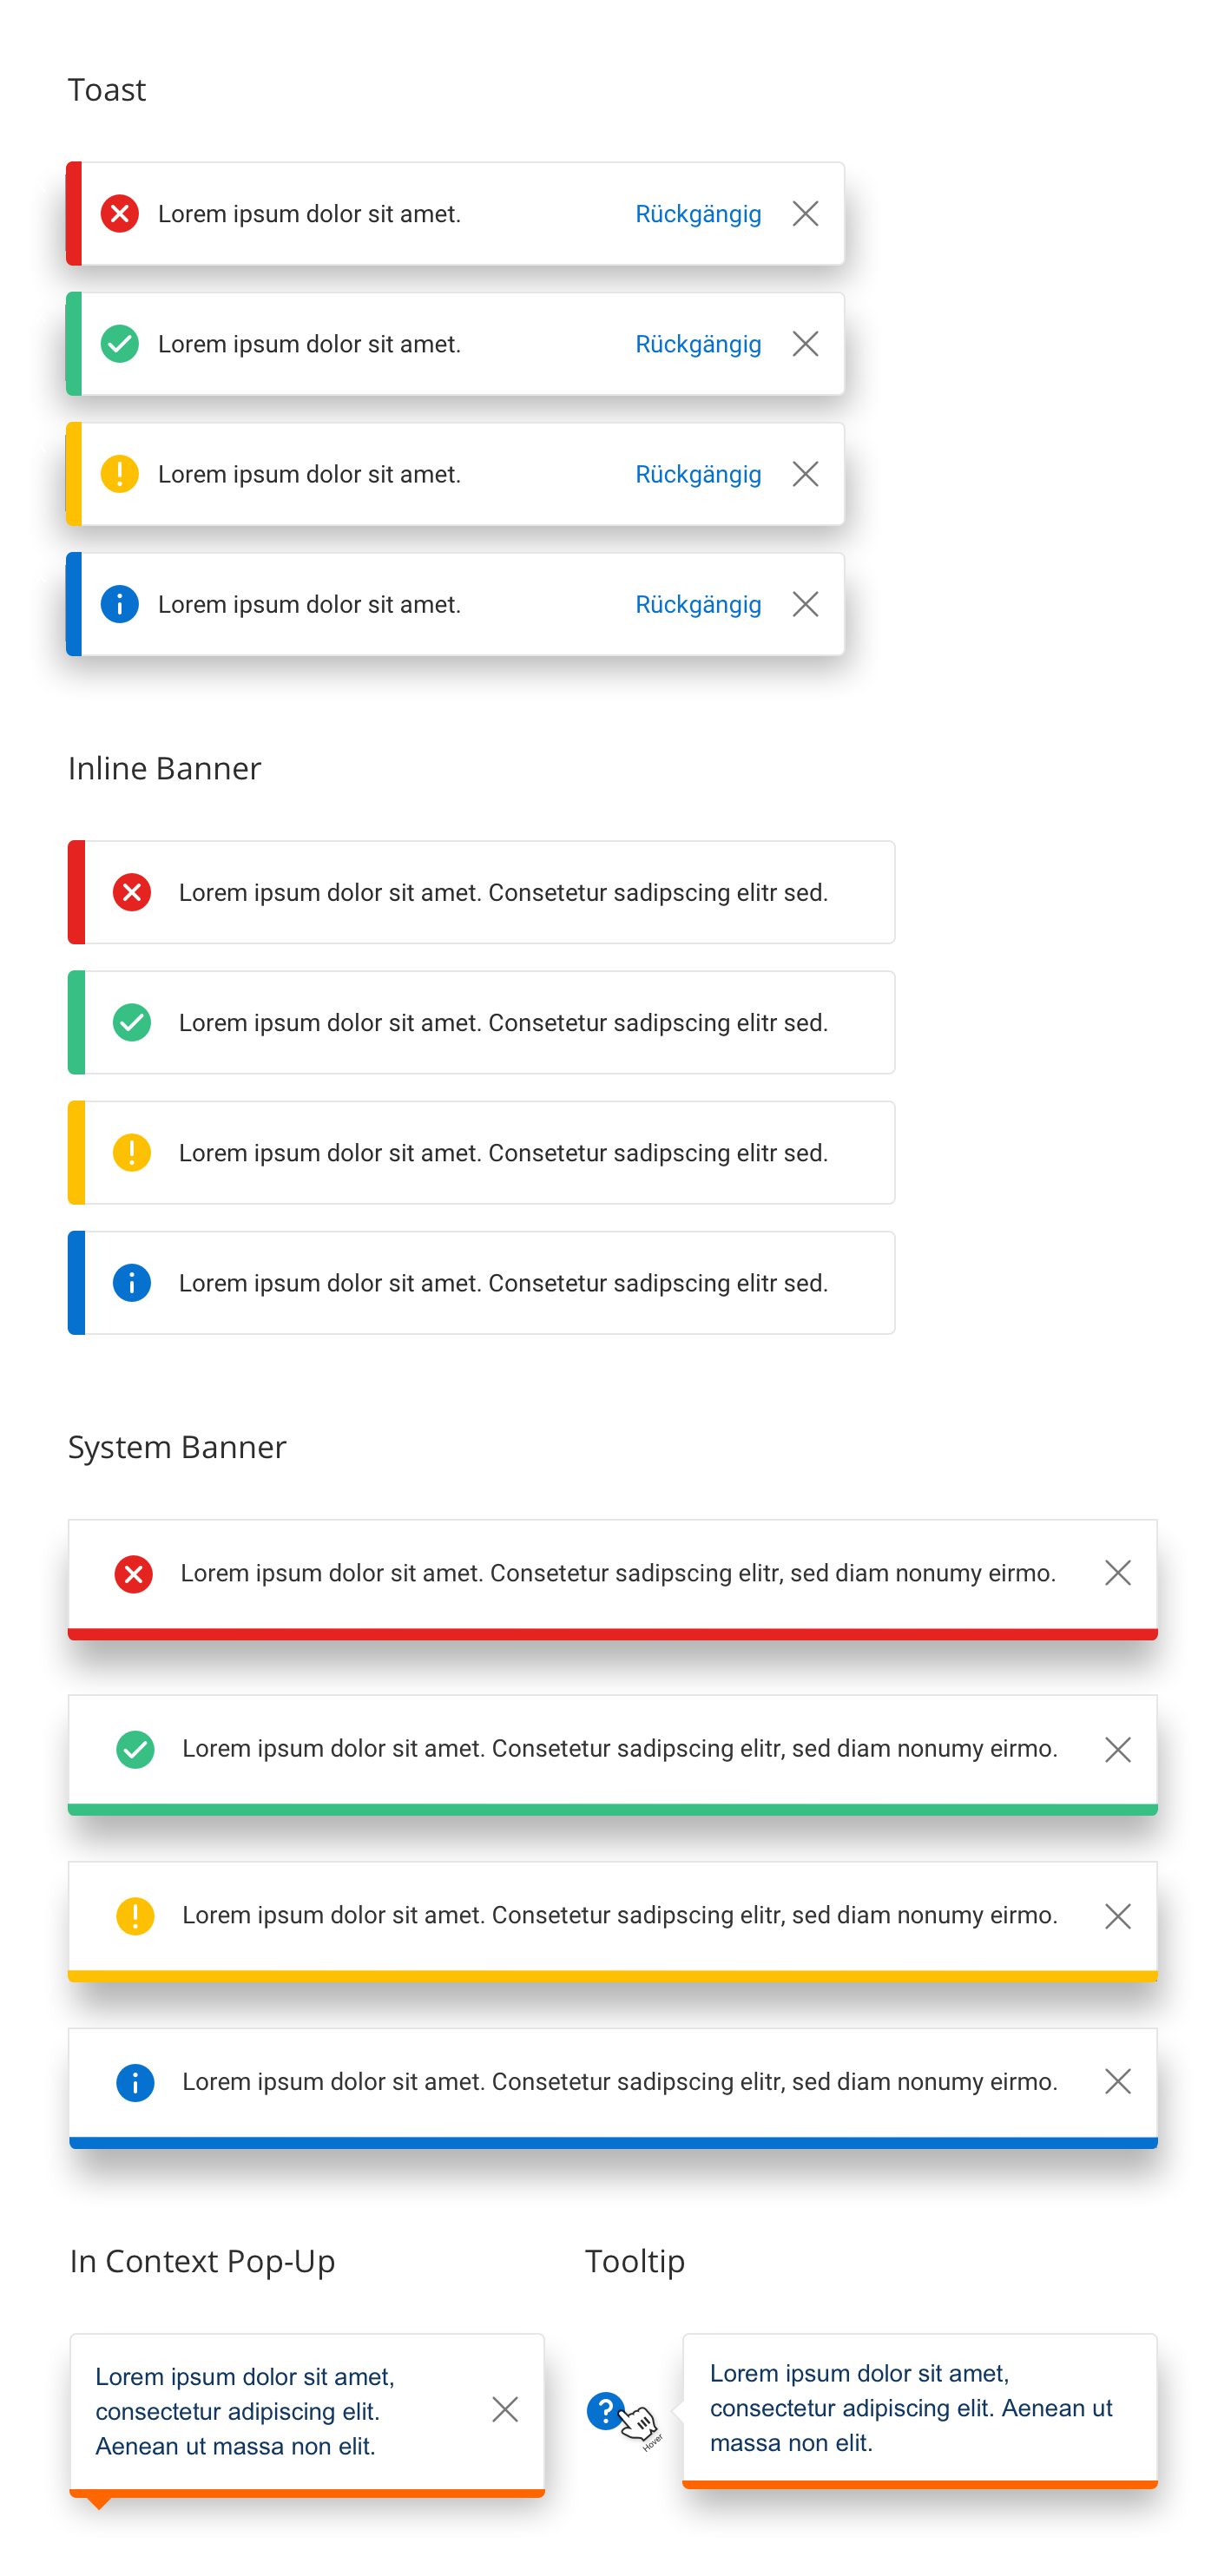 Toast
Lorem ipsum dolor sit amet. Rückgängig
Lorem ipsum dolor sit amet. Rückgängig
Lorem ipsum dolor sit amet. Rückgängig
Lorem ipsum dolor sit amet. Rückgängig
Inline Banner
Lorem ipsum dolor sit amet. Consetetur sadipscing elitr sed.
Lorem ipsum dolor sit amet. Consetetur sadipscing elitr sed.
Lorem ipsum dolor sit amet. Consetetur sadipscing elitr sed.
Lorem ipsum dolor sit amet. Consetetur sadipscing elitr sed.
System Banner
Lorem ipsum dolor sit amet. Consetetur sadipscing elitr, sed diam nonumy eirmo.
Lorem ipsum dolor sit amet. Consetetur sadipscing elitr, sed diam nonumy eirmo.
Lorem ipsum dolor sit amet. Consetetur sadipscing elitr, sed diam nonumy eirmo.
Lorem ipsum dolor sit amet. Consetetur sadipscing elitr, sed diam nonumy eirmo.
In Context Pop-Up
Lorem ipsum dolor sit amet,
consectetur adipiscing elit.
Aenean ut massa non elit.
Tooltip
Hover
Lorem ipsum dolor sit amet,
consectetur adipiscing elit. Aenean ut
massa non elit.